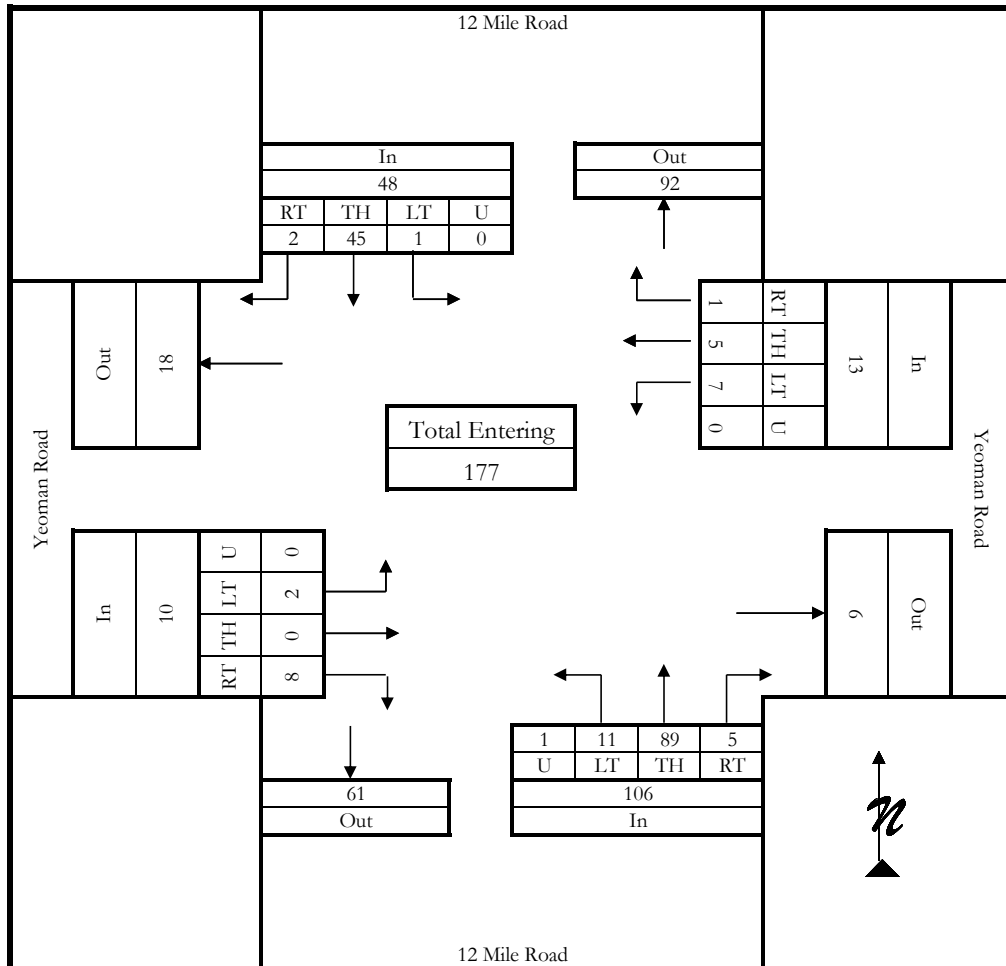 12 Mile Road
In
48
RT TH LT U
2 45 1 0
Out
92
Out
18
1 RT
5 TH
7 LT
0 U
13
In
Total Entering
177
Yeoman Road
Yeoman Road
In
10
U 0
LT 2
TH 0
RT 8
6
Out
1 11 89 5
U LT TH RT
106
In
61
Out
n
12 Mile Road